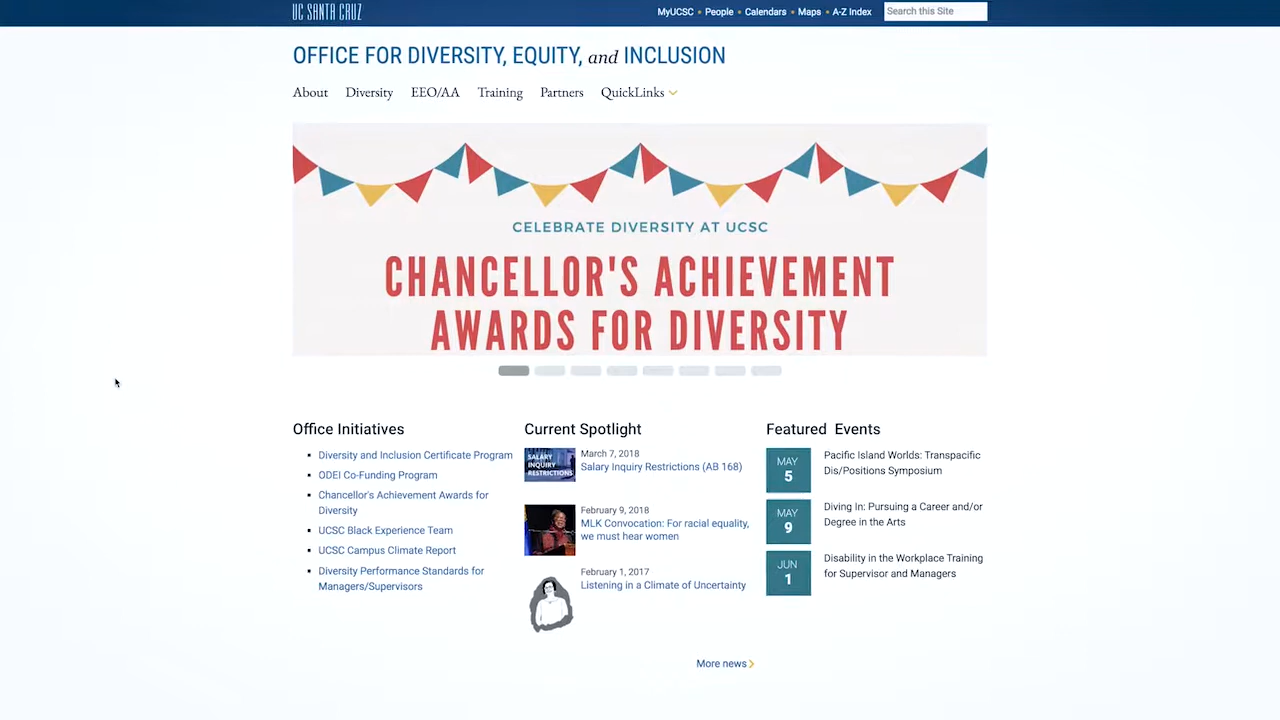 UC SANTA CRUZ
MyUCSC • People • Calendars • Maps • A-Z Index
Search this Site
OFFICE FOR DIVERSITY, EQUITY, and INCLUSION
About Diversity EEO/AA Training Partners QuickLinks
CELEBRATE DIVERSITY AT UCSC
CHANCELLOR'S ACHIEVEMENT
AWARDS FOR DIVERSITY
Office Initiatives
Diversity and Inclusion Certificate Program
ODEI Co-Funding Program
Chancellor's Achievement Awards for
Diversity
UCSC Black Experience Team
UCSC Campus Climate Report
Diversity Performance Standards for
Managers/Supervisors
Current Spotlight
SALARY
INQUIRY
RESTRICTIONS
March 7, 2018
Salary Inquiry Restrictions (AB 168)
February 9, 2018
MLK Convocation: For racial equality,
we must hear women
February 1, 2017
Listening in a Climate of Uncertainty
More news
Featured Events
MAY
5
Pacific Island Worlds: Transpacific
Dis/Positions Symposium
MAY
9
Diving In: Pursuing a Career and/or
Degree in the Arts
JUN
1
Disability in the Workplace Training
for Supervisor and Managers